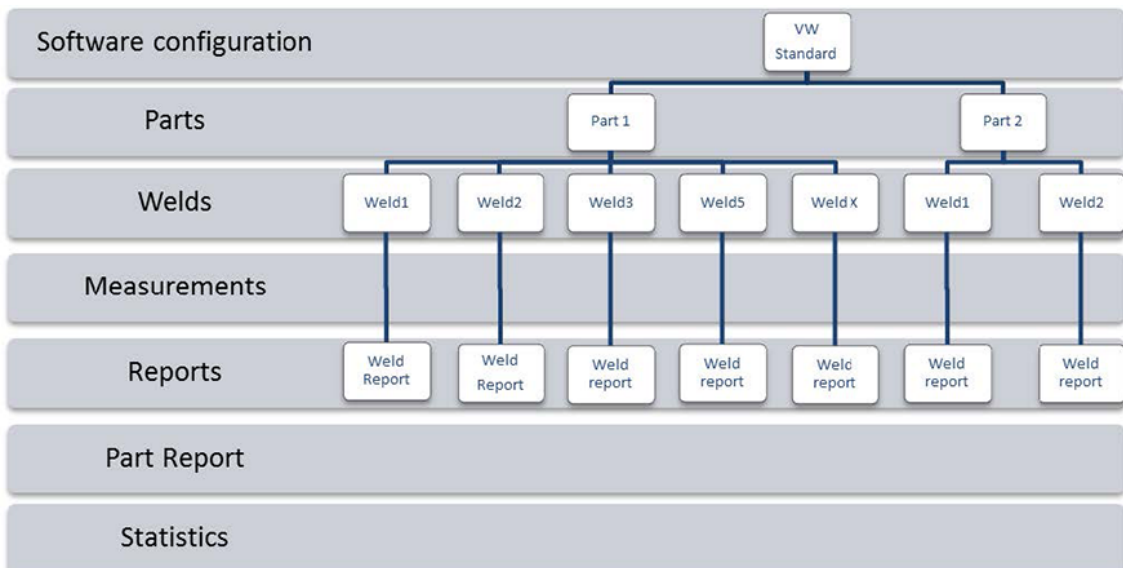 Software configuration
VW
Standard
Parts
Part 1
Part 2
Welds
Weld1
Weld2
Weld3
Weld5
WeldX
Weld1
Weld2
Measurements
Reports
Weld
Report
Weld
Report
Weld
report
Weld
report
Weld
report
Weld
report
Weld
report
Part Report
Statistics